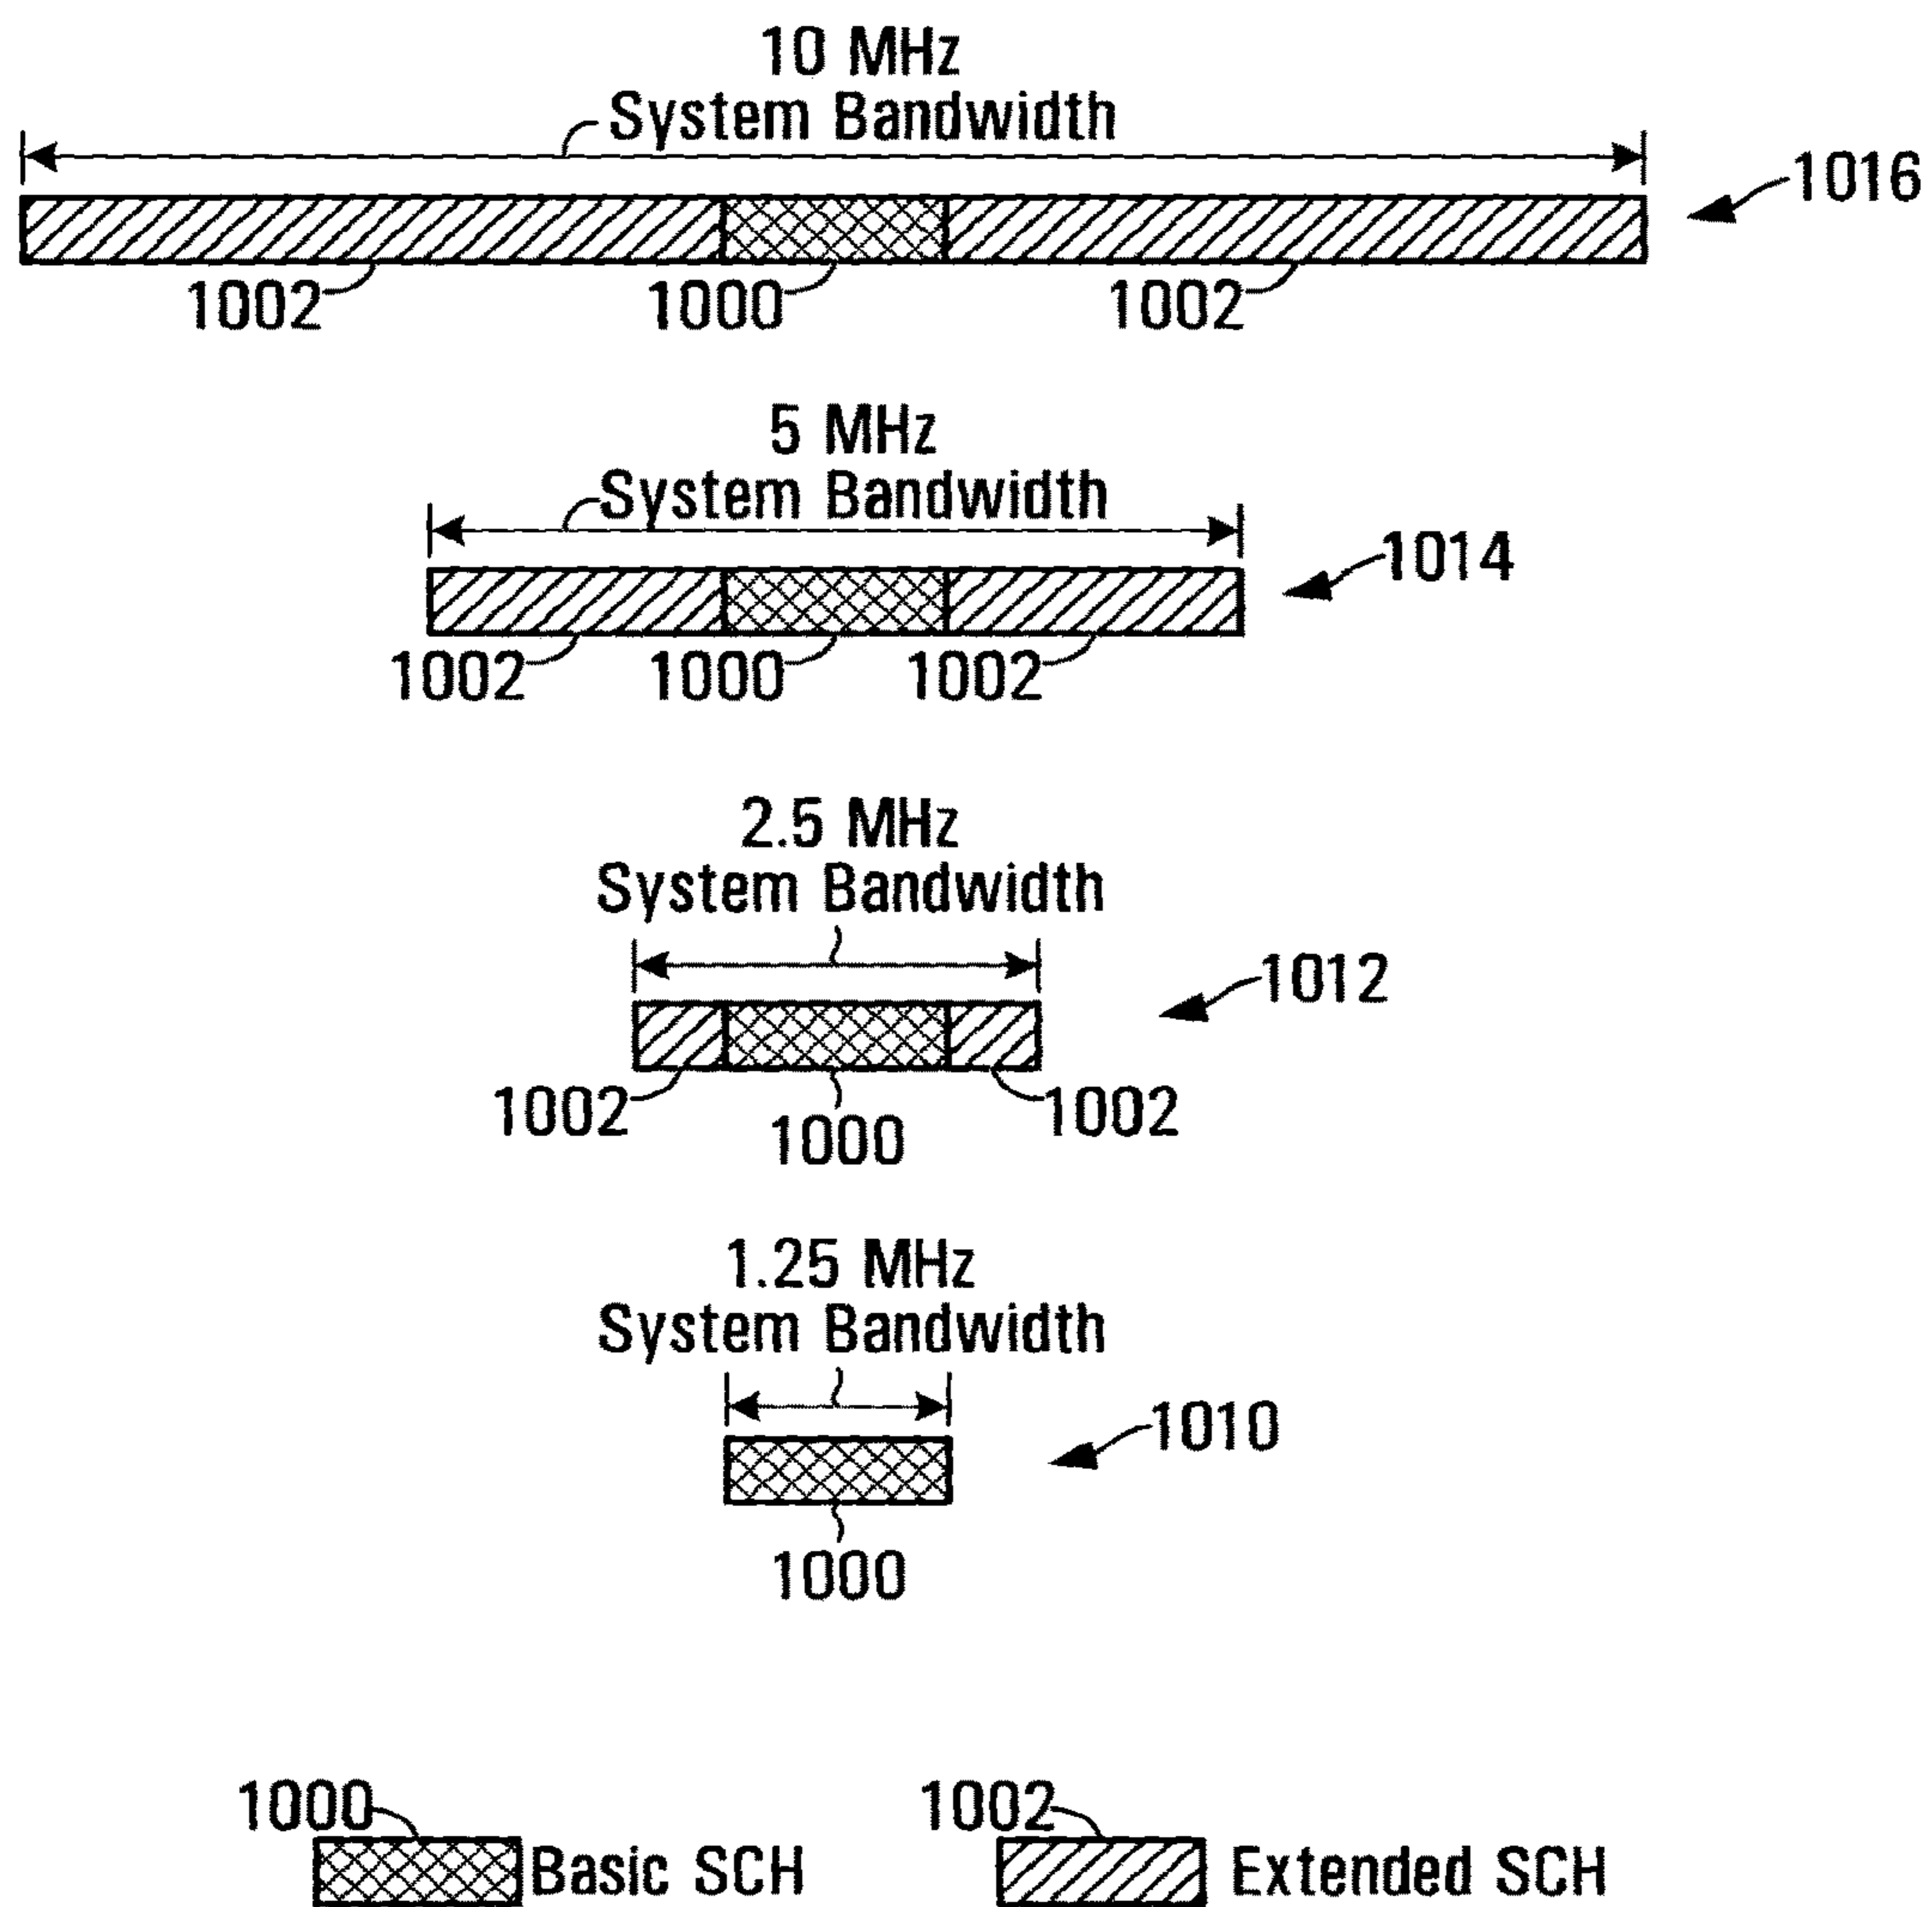 10 MHz
System Bandwidth
1016
1002 1000 1002
5 MHz
System Bandwidth
1014
1002 1000 1002
2.5 MHz
System Bandwidth
1012
1002 1000 1002
1.25 MHz
System Bandwidth
1010
1000
1000 1002
Basic SCH Extended SCH